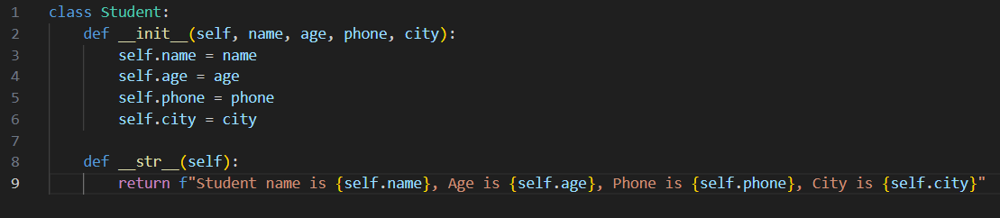 1 class Student:
2     def __init__(self, name, age, phone, city):
3         self.name = name
4         self.age = age
5         self.phone = phone
6         self.city = city
7
8     def __str__(self):
9         return f"Student name is {self.name}, Age is {self.age}, Phone is {self.phone}, City is {self.city}"